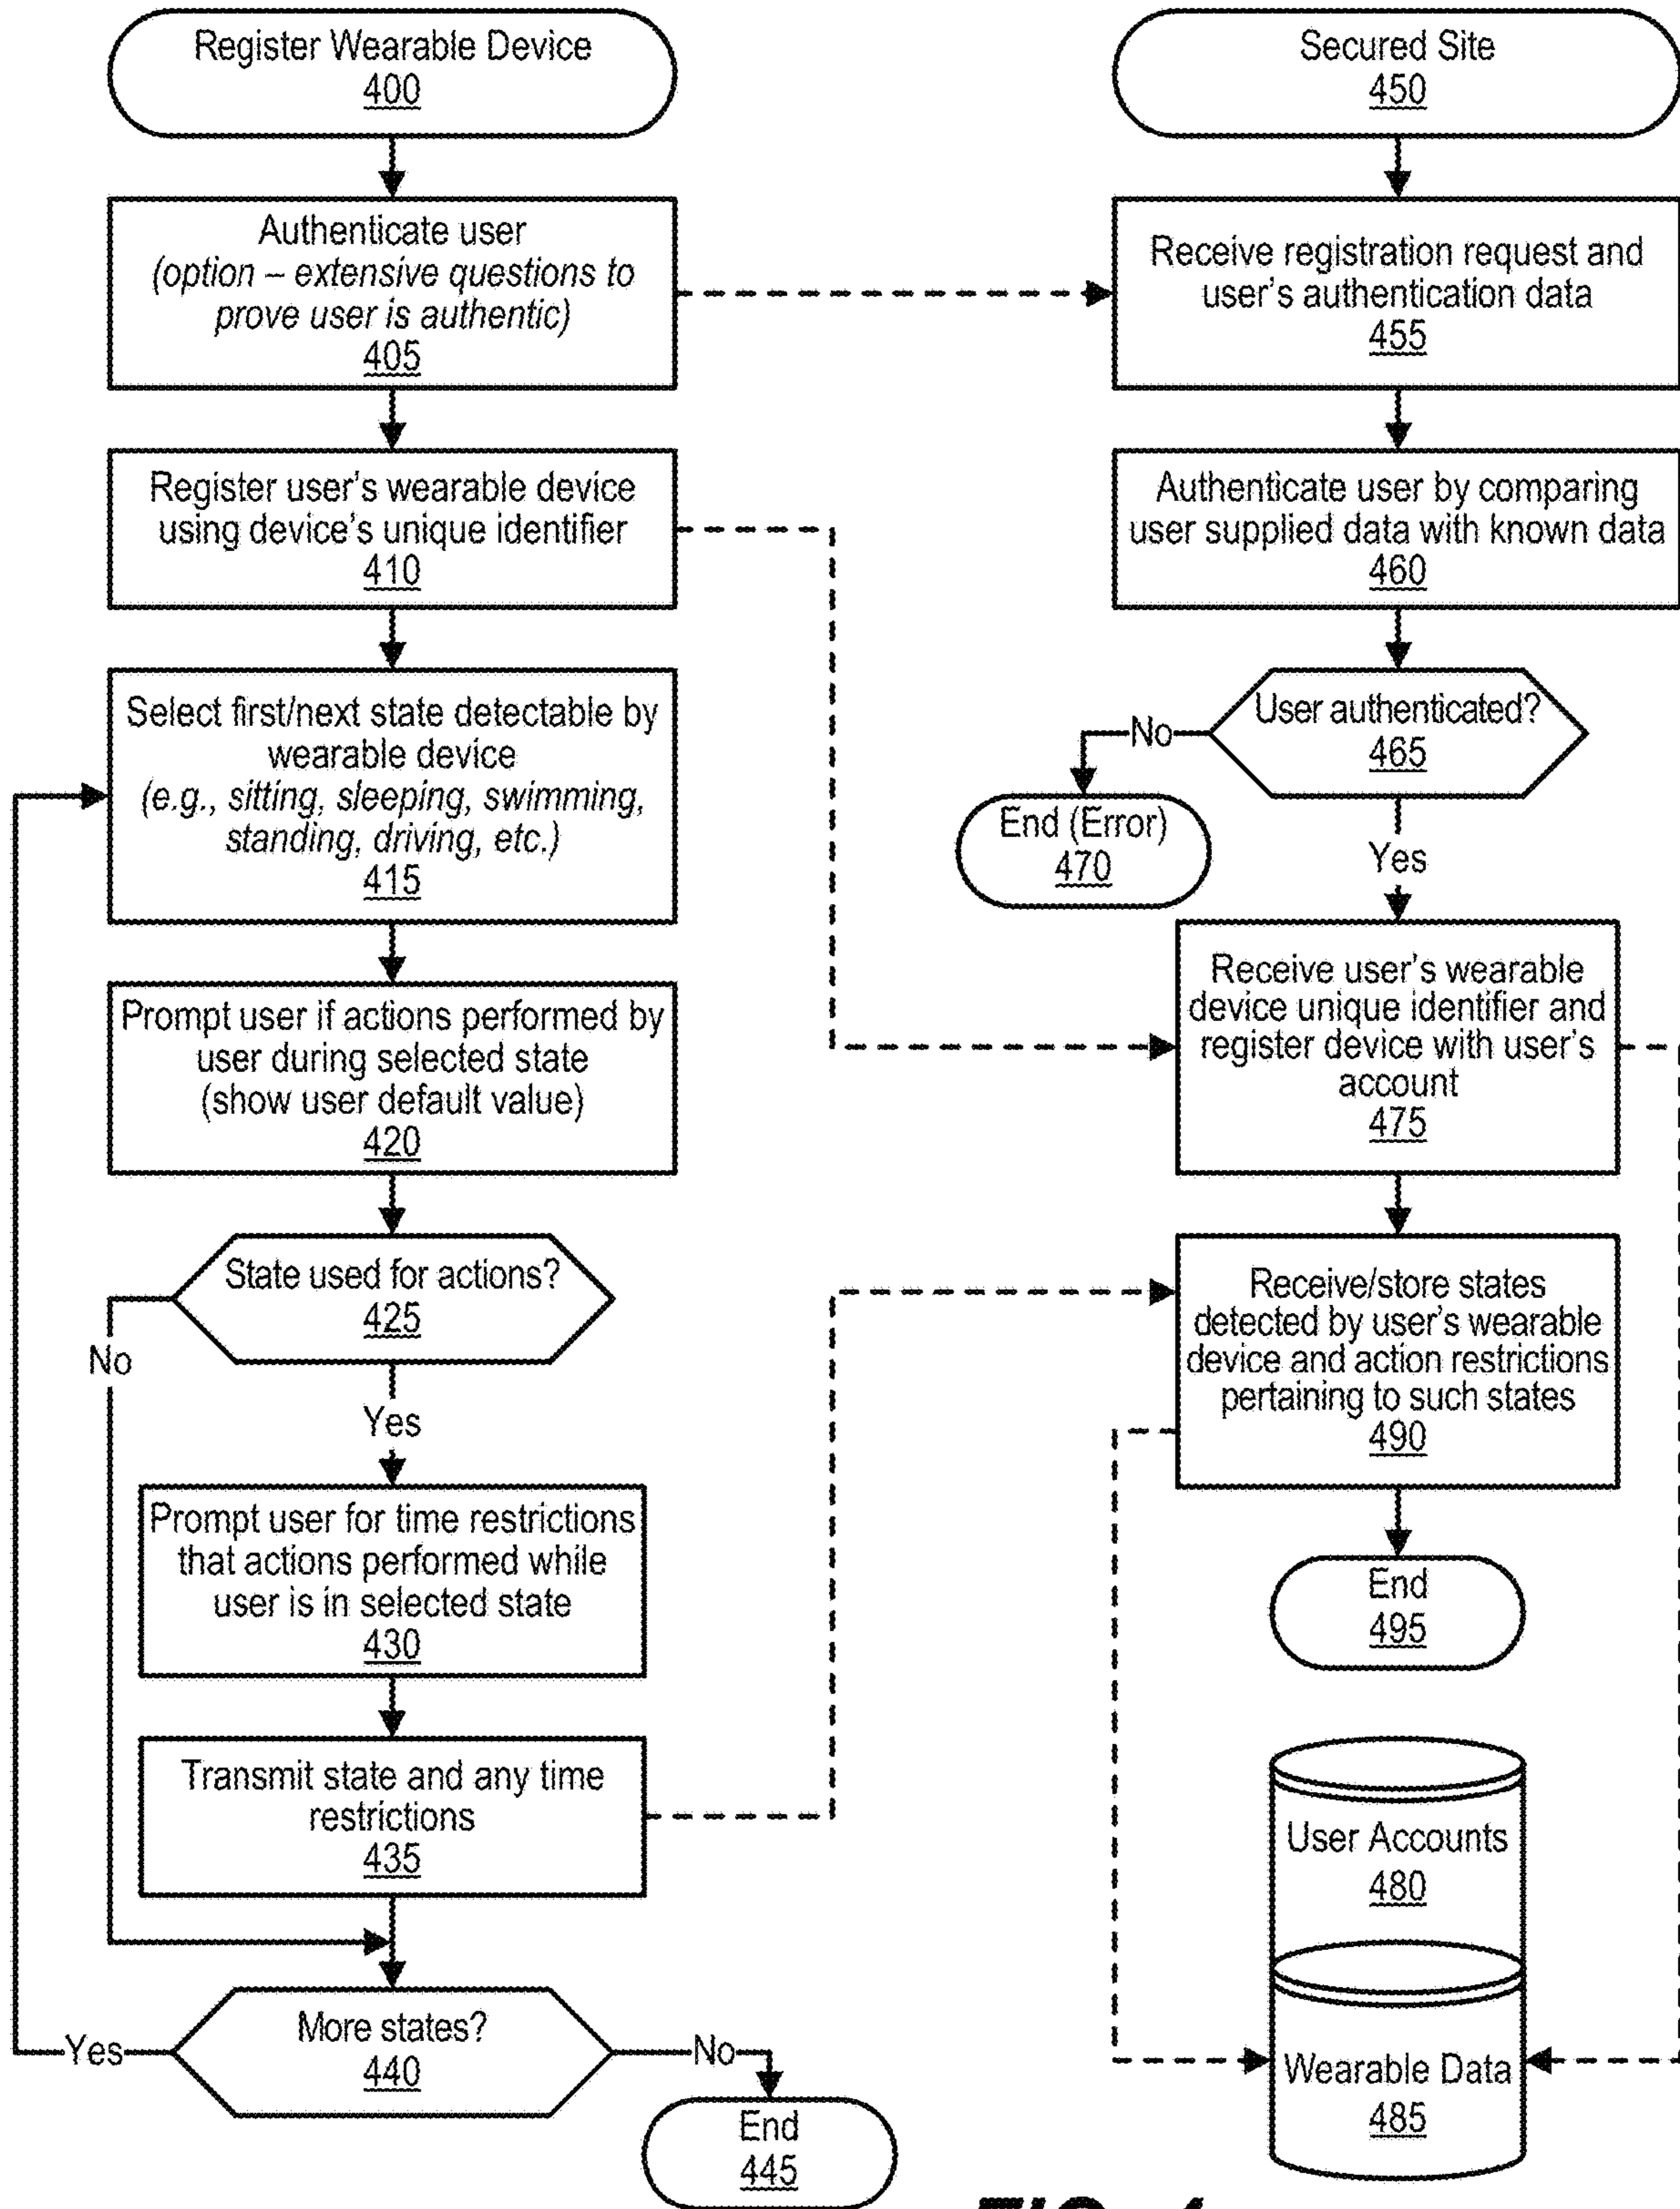 Register Wearable Device
400
Authenticate user
(option – extensive questions to
prove user is authentic)
405
Register user's wearable device
using device's unique identifier
410
Select first/next state detectable by
wearable device
(e.g., sitting, sleeping, swimming,
standing, driving, etc.)
415
Prompt user if actions performed by
user during selected state
(show user default value)
420
State used for actions?
425
No
Yes
Prompt user for time restrictions
that actions performed while
user is in selected state
430
Transmit state and any time
restrictions
435
More states?
440
Yes
No
End
445
Secured Site
450
Receive registration request and
user's authentication data
455
Authenticate user by comparing
user supplied data with known data
460
User authenticated?
465
No
End (Error)
470
Yes
Receive user's wearable
device unique identifier and
register device with user's
account
475
Receive/store states
detected by user's wearable
device and action restrictions
pertaining to such states
490
End
495
User Accounts
480
Wearable Data
485